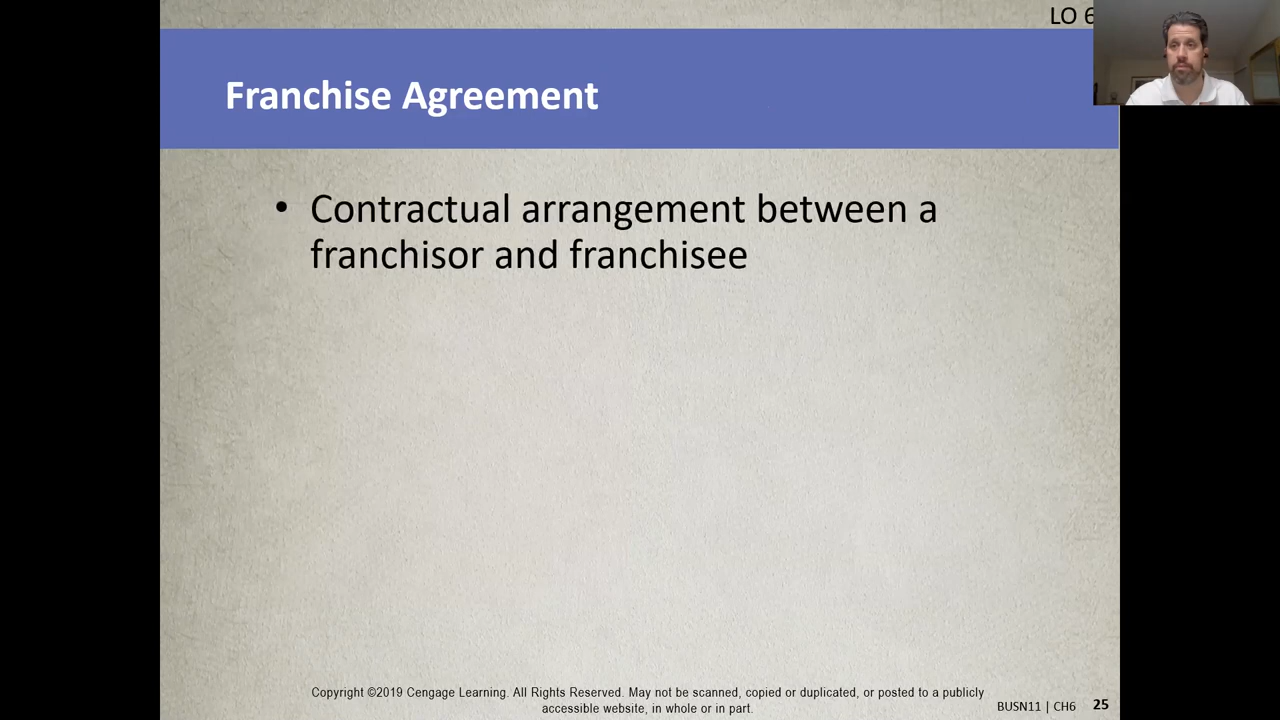 LO 6
Franchise Agreement
• Contractual arrangement between a
franchisor and franchisee
Copyright ©2019 Cengage Learning. All Rights Reserved. May not be scanned, copied or duplicated, or posted to a publicly
accessible website, in whole or in part.
BUSN11 | CH6 25